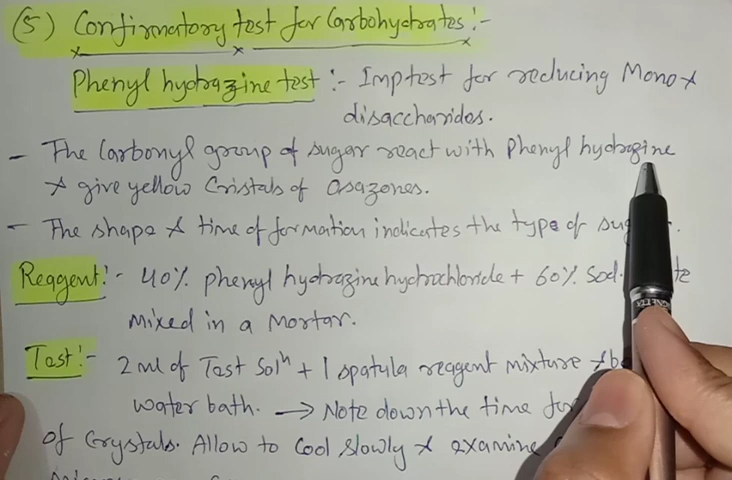 (5) Confirmatory test for Carbohydrates :-
Phenyl hydrazine test :- Imp test for reducing Mono &
disaccharides.
- The Carbonyl group of sugar react with Phenyl hydrazine
& give yellow Cristals of Osazones.
- The shape & time of formation indicates the type of
Reagent :- 40% phenyl hydrazine hydrochloride + 60% Sod.
Mixed in a Mortar.
Test :- 2 ml of Test Solⁿ + 1 spatula reagent mixture
water bath. → Note down the time
of Crystals. Allow to Cool slowly & examine